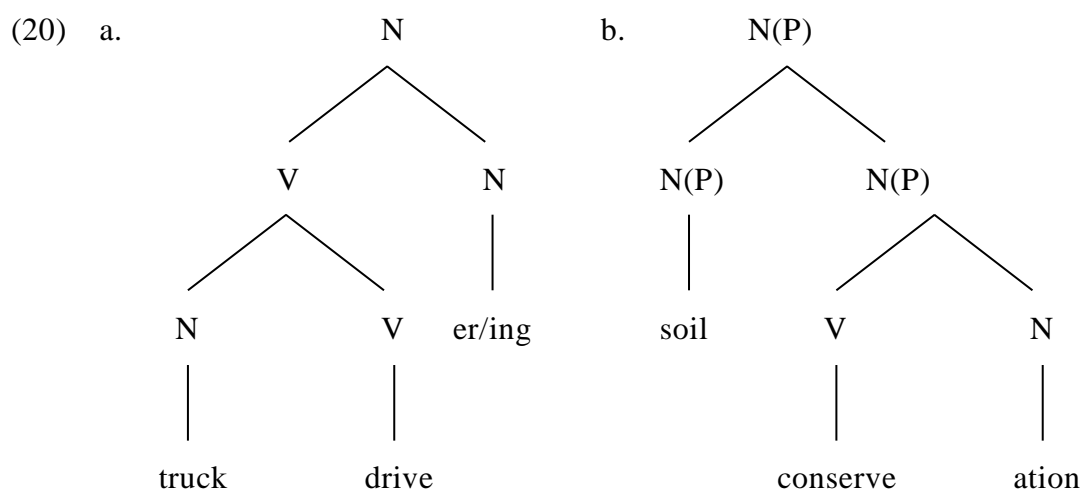 (20) a. N b. N(P)
V N N(P) N(P)
N V er/ing soil V N
truck drive conserve ation